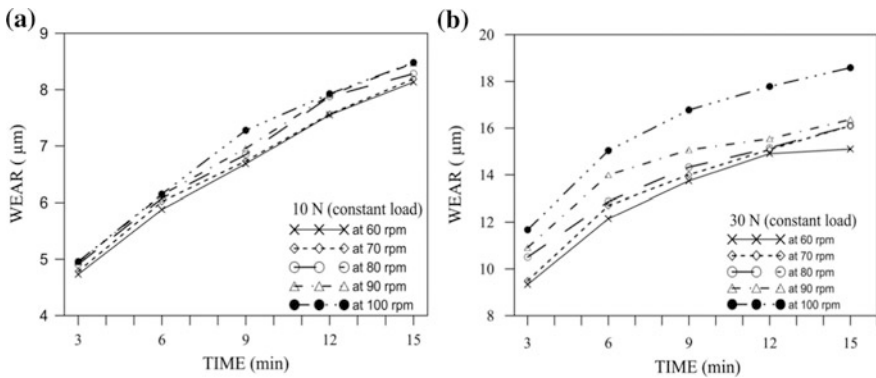 (a)
9
8
7
6
5
4
WEAR ( µm)
10 N (constant load)
at 60 rpm
at 70 rpm
at 80 rpm
at 90 rpm
at 100 rpm
3 6 9 12 15
TIME (min)
(b)
20
18
16
14
12
10
8
WEAR ( µm)
30 N (constant load)
at 60 rpm
at 70 rpm
at 80 rpm
at 90 rpm
at 100 rpm
3 6 9 12 15
TIME (min)